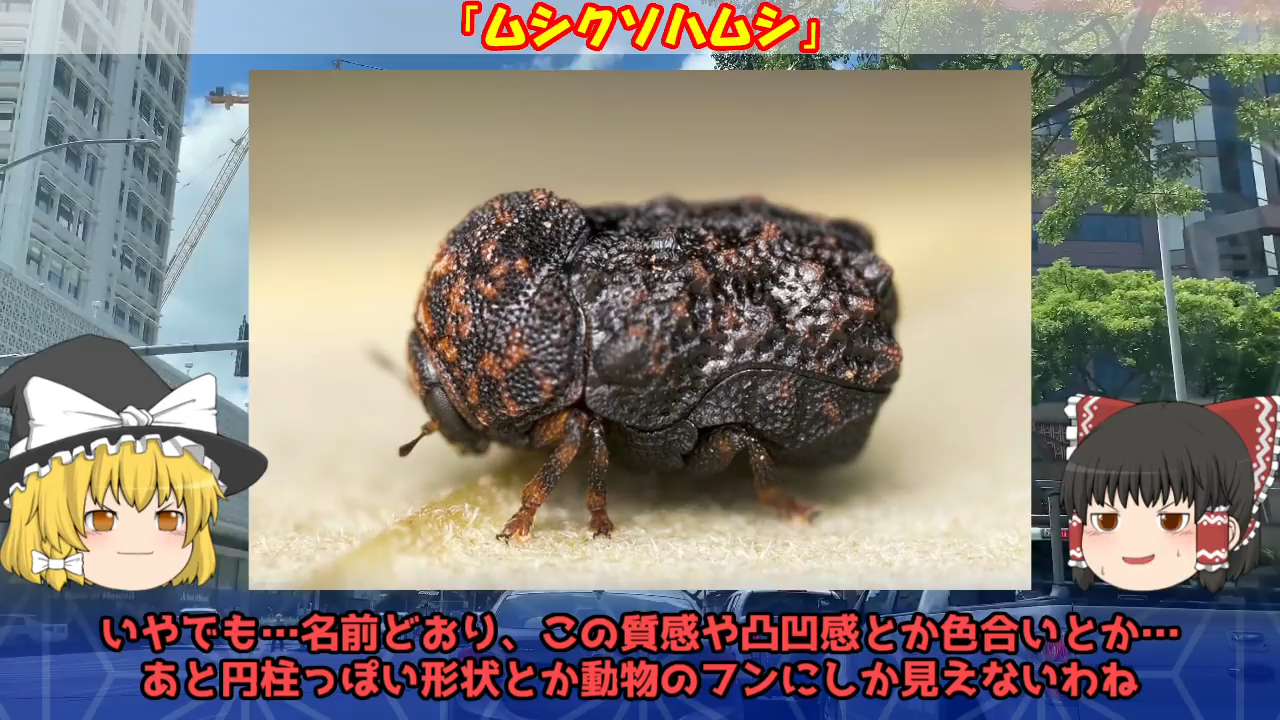 「ムシクソハムシ」
いやでも…名前どおり、この質感や凸凹感とか色合いとか…
あと円柱っぽい形状とか動物のフンにしか見えないわね